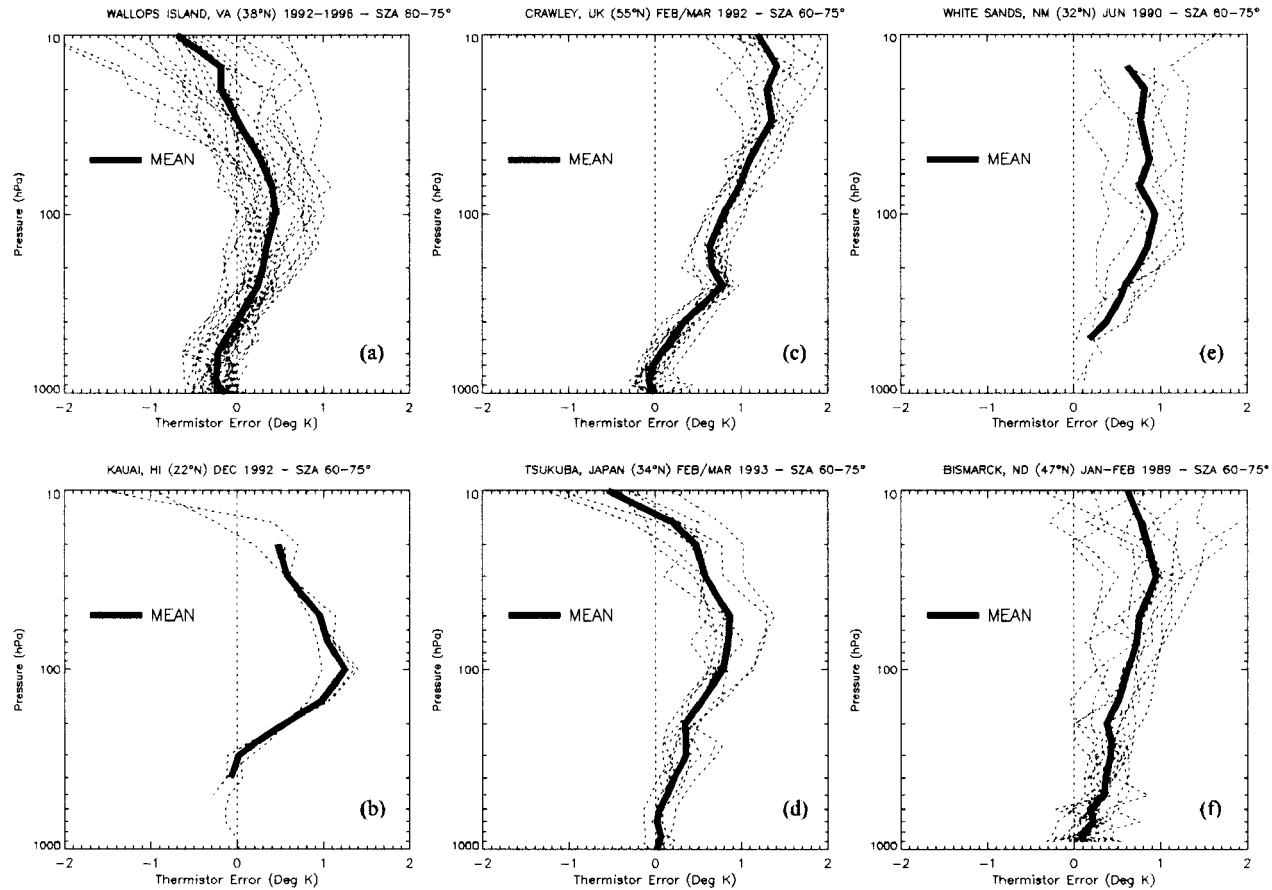 WALLOPS ISLAND, VA (38°N) 1992-1996 - SZA 60-75°
10
100
1000
Pressure (hPa)
MEAN
(a)
-2 -1 0 1 2
Thermistor Error (Deg K)
CRAWLEY, UK (55°N) FEB/MAR 1992 - SZA 60-75°
10
100
1000
Pressure (hPa)
MEAN
(c)
-2 -1 0 1 2
Thermistor Error (Deg K)
WHITE SANDS, NM (32°N) JUN 1990 - SZA 60-75°
10
100
1000
Pressure (hPa)
MEAN
(e)
-2 -1 0 1 2
Thermistor Error (Deg K)
KAUAI, HI (22°N) DEC 1992 - SZA 60-75°
10
100
1000
Pressure (hPa)
MEAN
(b)
-2 -1 0 1 2
Thermistor Error (Deg K)
TSUKUBA, JAPAN (34°N) FEB/MAR 1993 - SZA 60-75°
10
100
1000
Pressure (hPa)
MEAN
(d)
-2 -1 0 1 2
Thermistor Error (Deg K)
BISMARCK, ND (47°N) JAN-FEB 1989 - SZA 60-75°
10
100
1000
Pressure (hPa)
MEAN
(f)
-2 -1 0 1 2
Thermistor Error (Deg K)